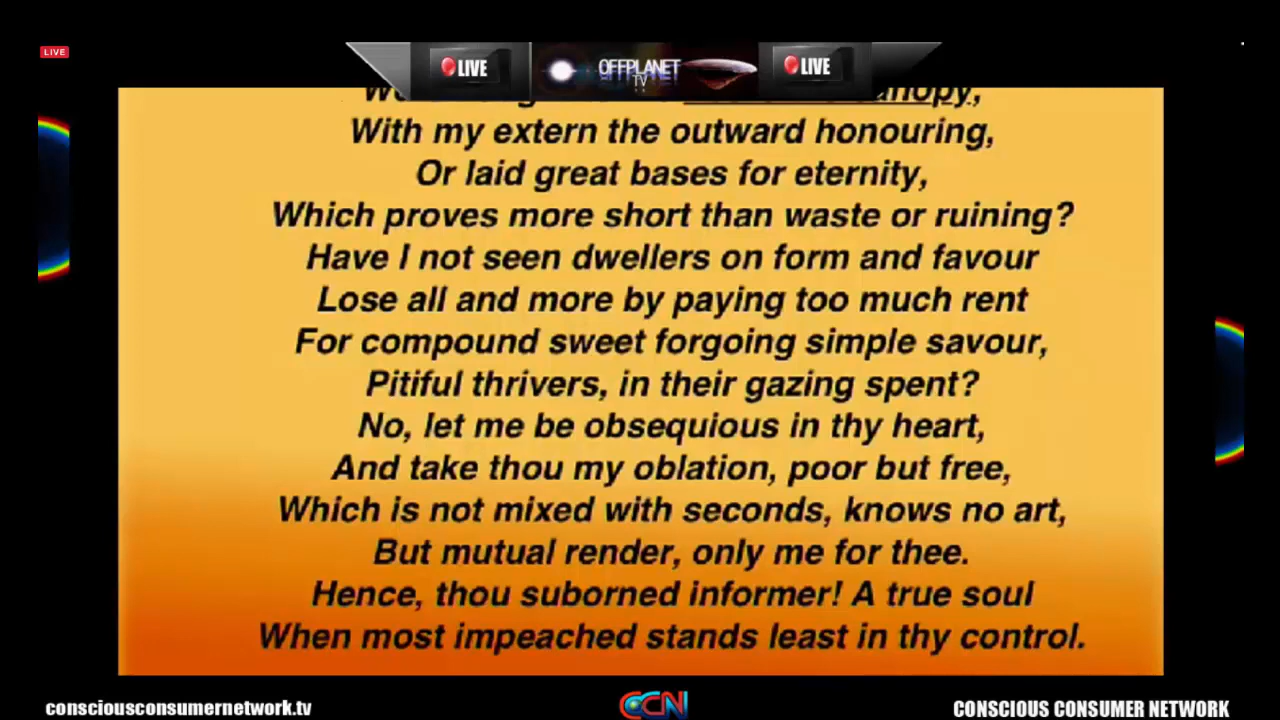 LIVE
LIVE OFFPLANET TV LIVE
canopy,
With my extern the outward honouring,
Or laid great bases for eternity,
Which proves more short than waste or ruining?
Have I not seen dwellers on form and favour
Lose all and more by paying too much rent
For compound sweet forgoing simple savour,
Pitiful thrivers, in their gazing spent?
No, let me be obsequious in thy heart,
And take thou my oblation, poor but free,
Which is not mixed with seconds, knows no art,
But mutual render, only me for thee.
Hence, thou suborned informer! A true soul
When most impeached stands least in thy control.
consciousconsumernetwork.tv CCN CONSCIOUS CONSUMER NETWORK